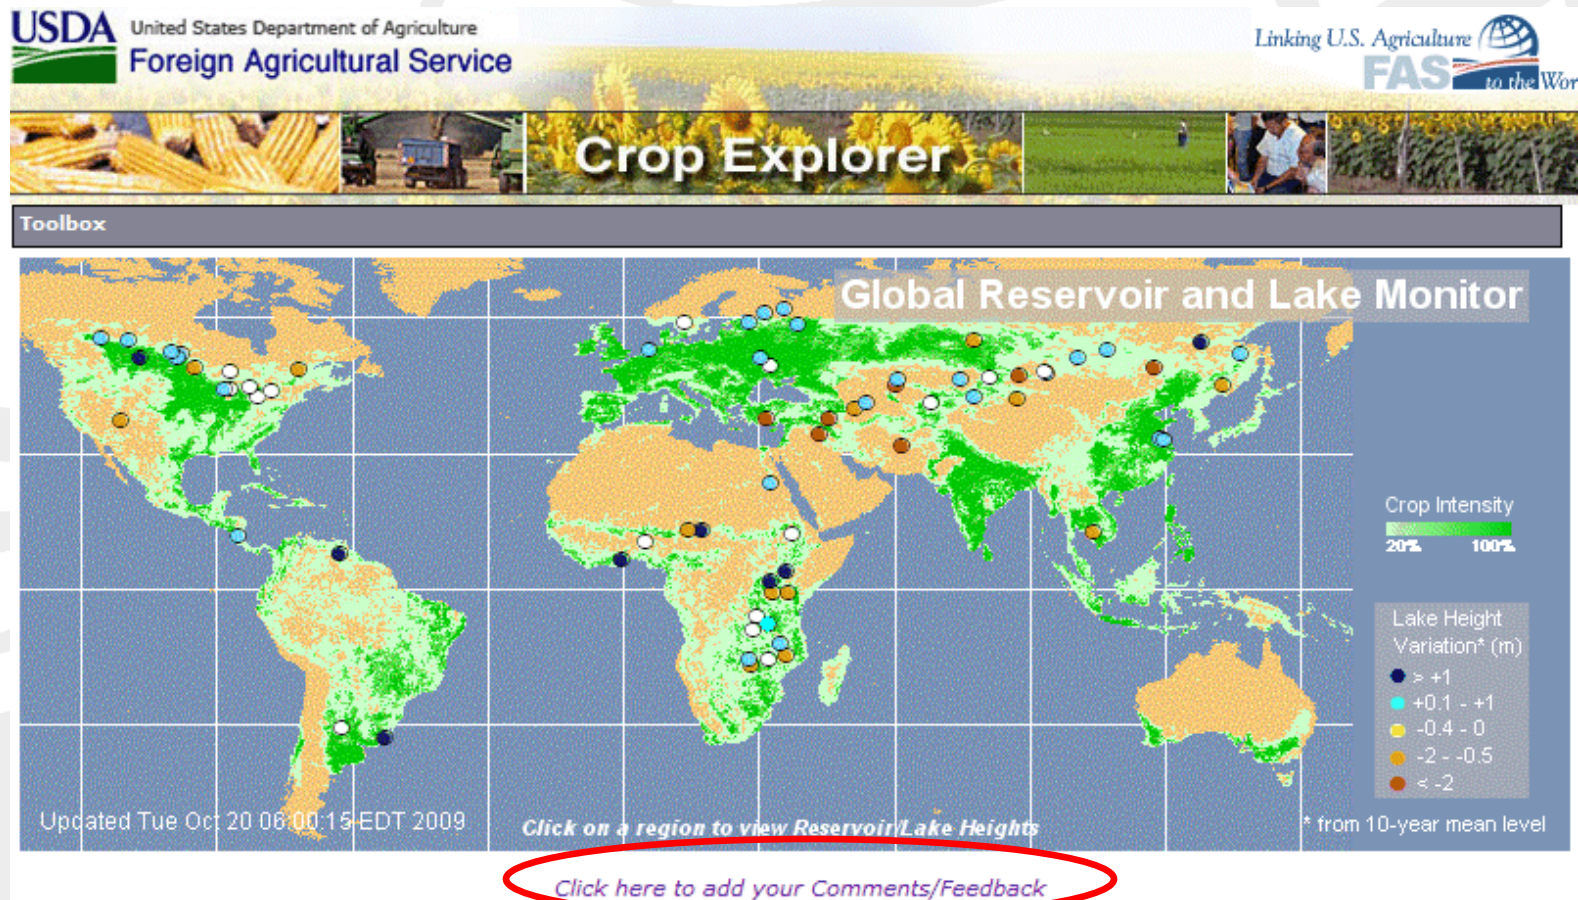 USDA United States Department of Agriculture
Foreign Agricultural Service
Linking U.S. Agriculture
FAS to the Wor
Crop Explorer
Toolbox
Global Reservoir and Lake Monitor
Crop Intensity
20% 100%
Lake Height
Variation* (m)
> +1
+0.1 - +1
-0.4 - 0
-2 - -0.5
< -2
Updated Tue Oct 20 06:00:15 EDT 2009
Click on a region to view Reservoir/Lake Heights
* from 10-year mean level
Click here to add your Comments/Feedback